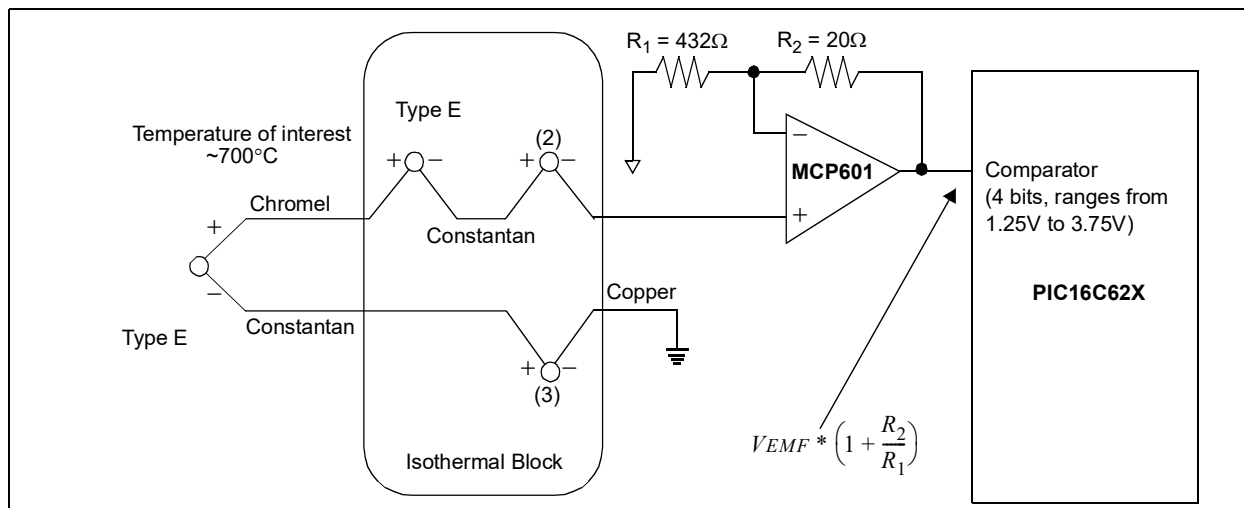 R1 = 432Ω
R2 = 20Ω
Type E
Temperature of interest
~700°C
+ −
(2)
+ −
−
MCP601
+
Comparator
(4 bits, ranges from
1.25V to 3.75V)
Chromel
Constantan
+
−
Copper
PIC16C62X
Constantan
Type E
+ −
(3)
VEMF * (1 + R2/R1)
Isothermal Block